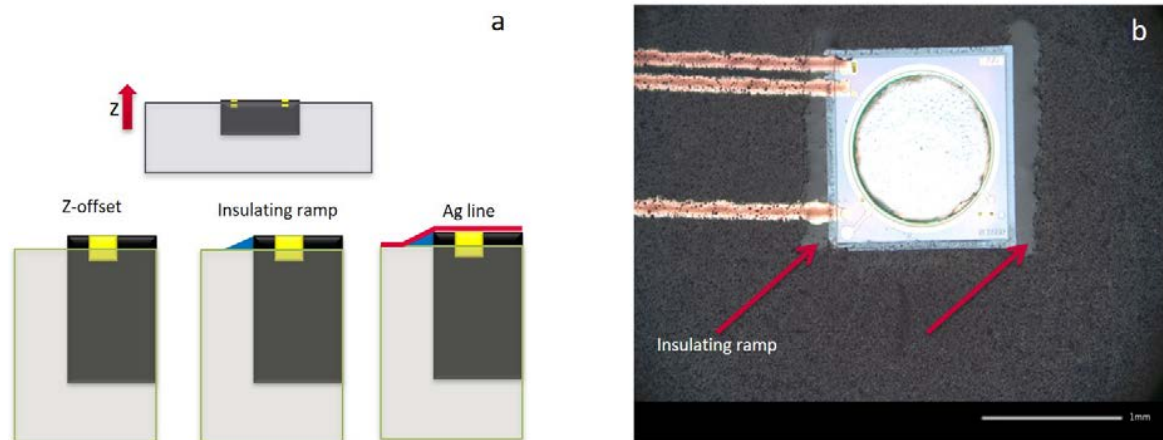 a
Z
Z-offset
Insulating ramp
Ag line
b
Insulating ramp
1mm